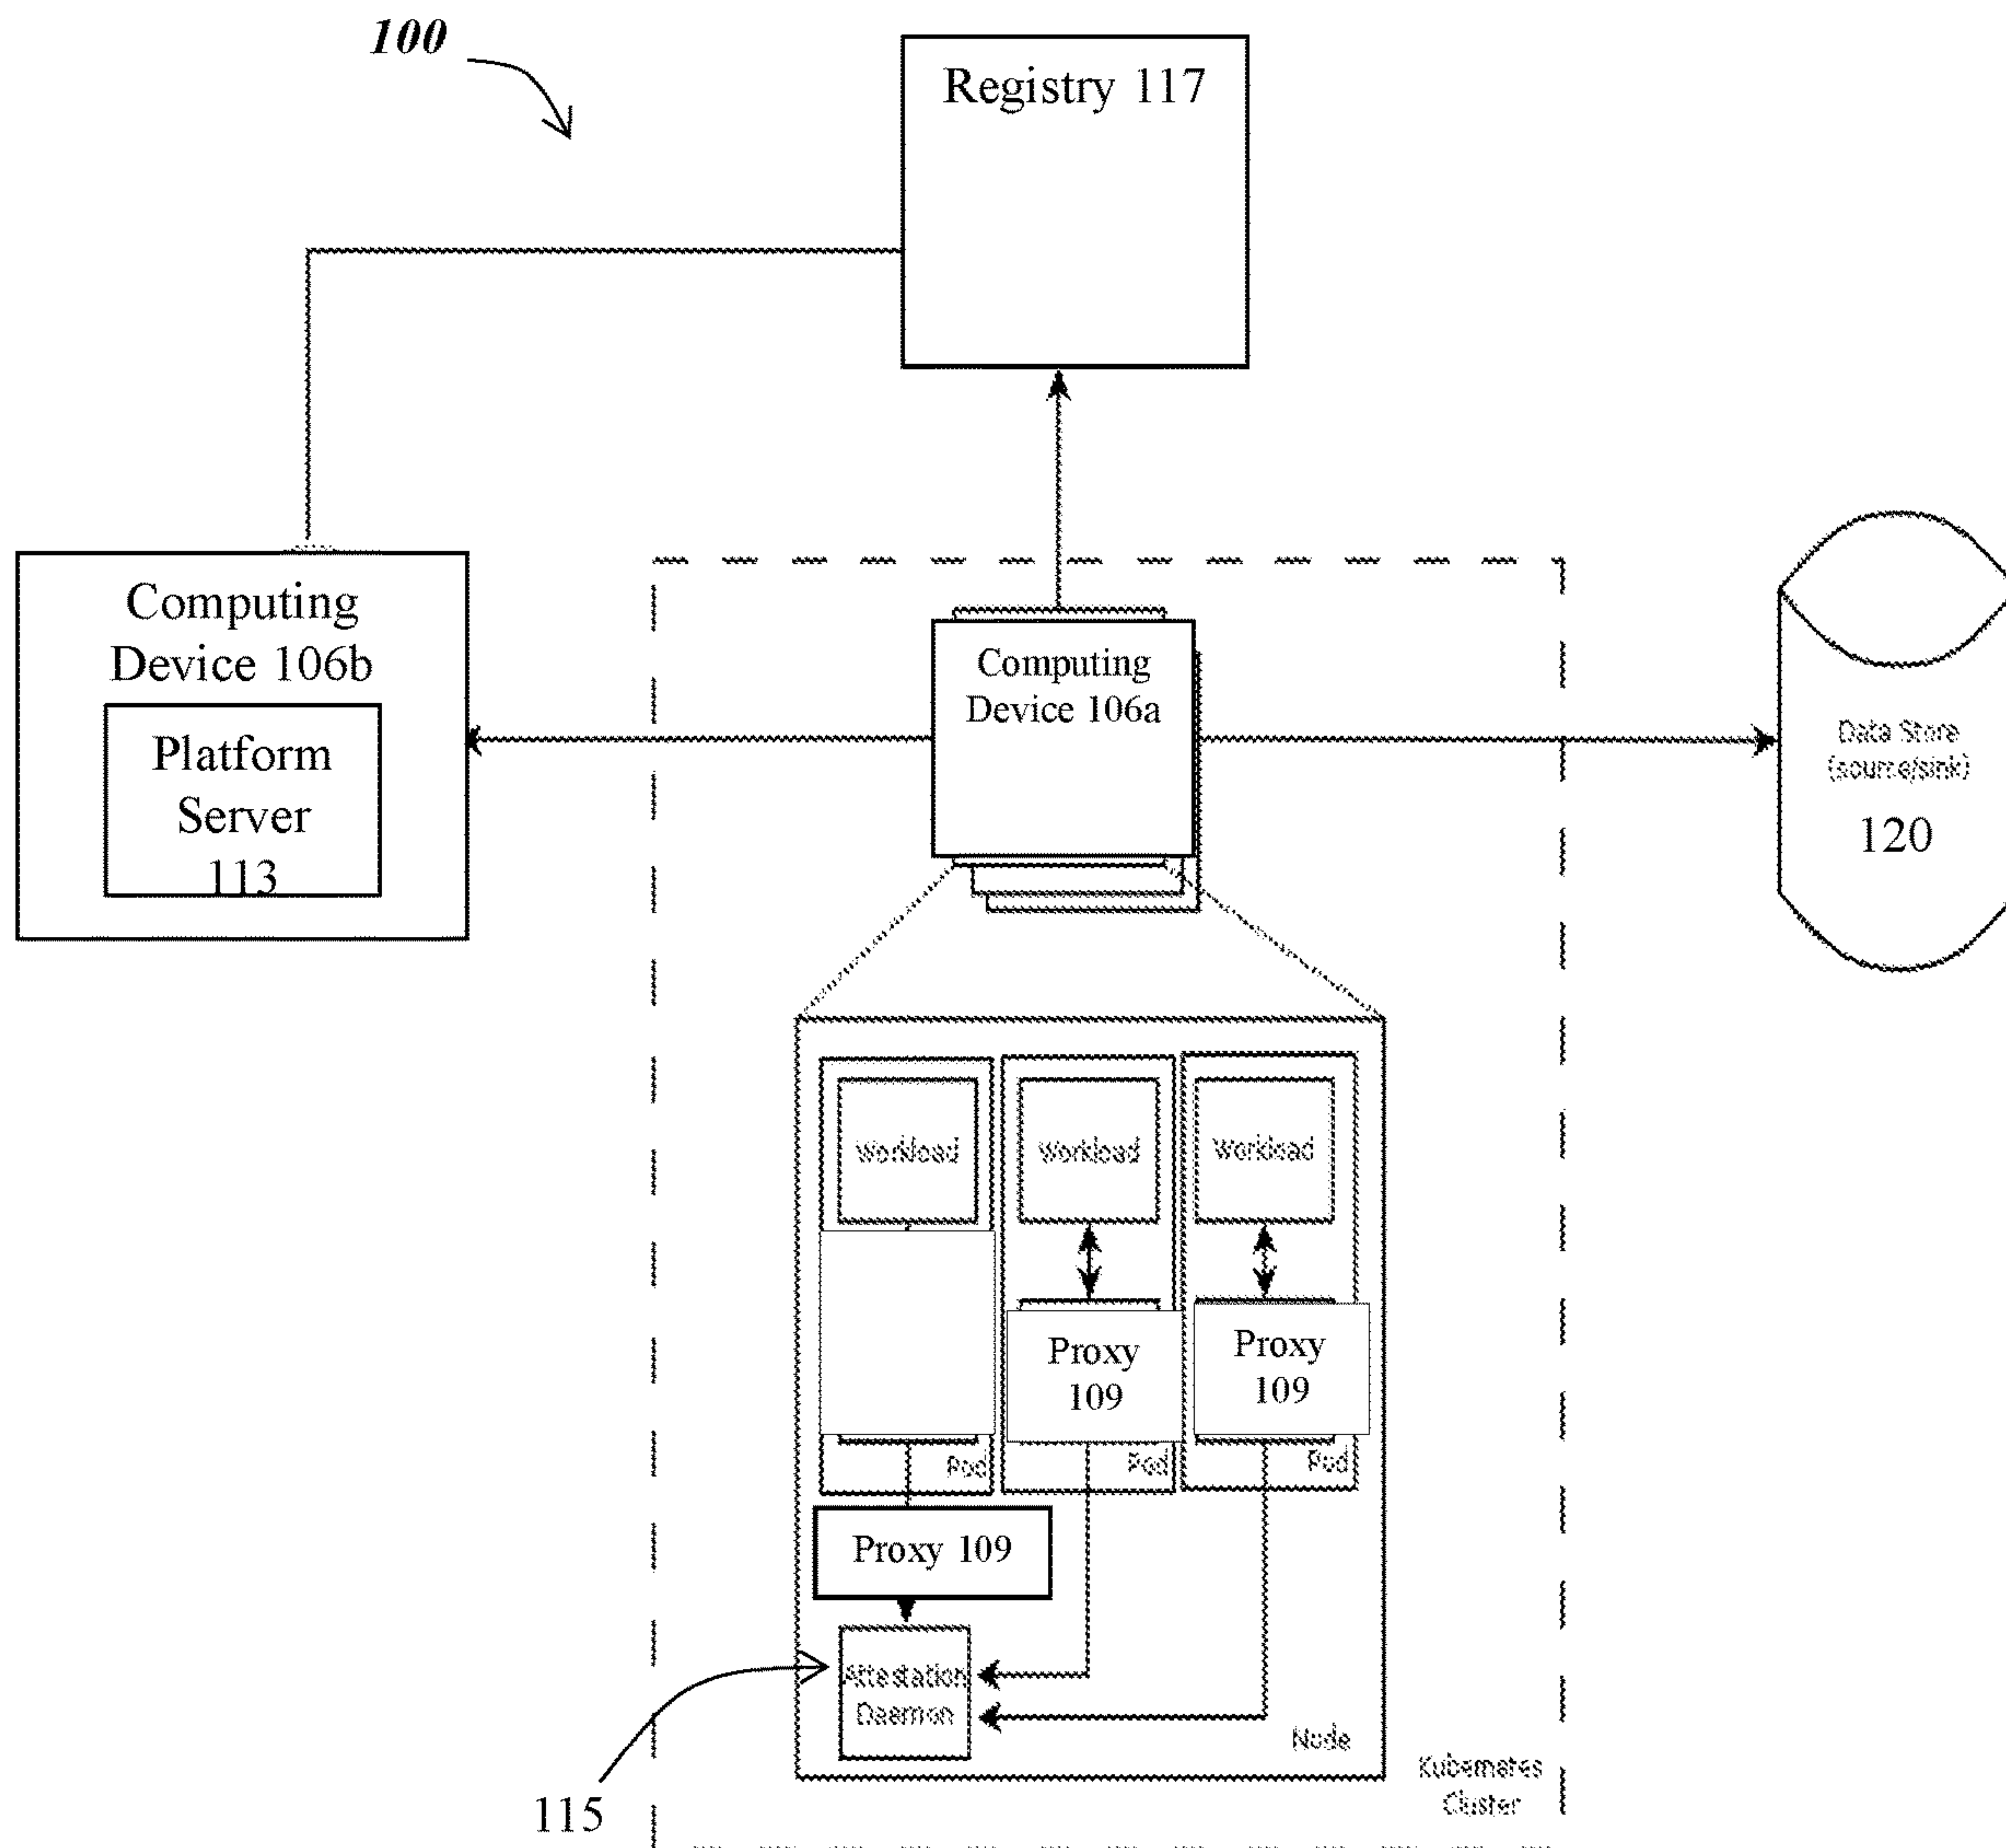 100
Registry 117
Computing
Device 106b
Platform
Server
113
Computing
Device 106a
Data Store
(source/sink)
120
Workload
Workload
Workload
Proxy
109
Proxy
109
Pod
Pod
Pod
Proxy 109
Attestation
Daemon
Node
Kubernetes
Cluster
115